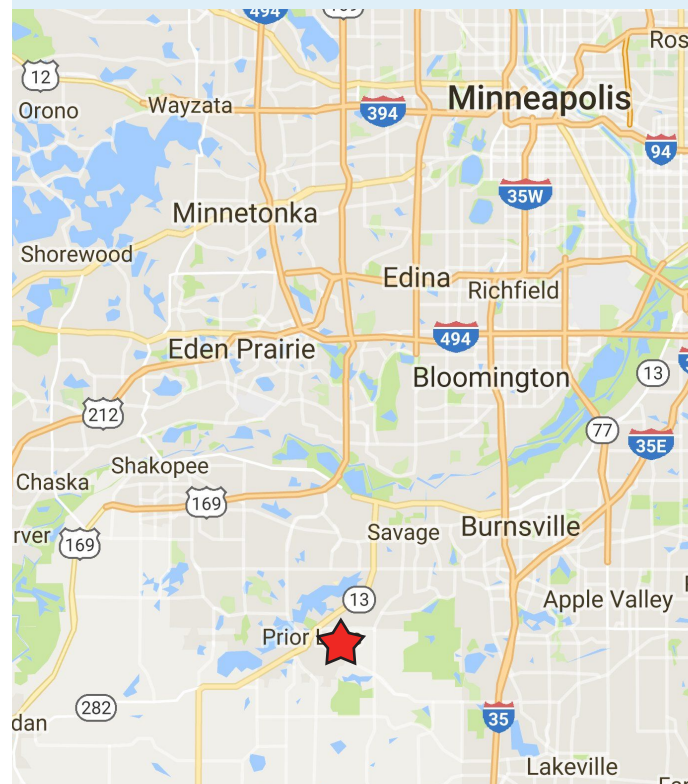 494
169
12
Orono
Wayzata
394
Minneapolis
Ros
94
35W
Minnetonka
Shorewood
Edina
Richfield
494
Eden Prairie
Bloomington
13
212
77
35E
Shakopee
Chaska
169
Savage
Burnsville
rver
169
13
Apple Valley
Prior
282
dan
35
Lakeville